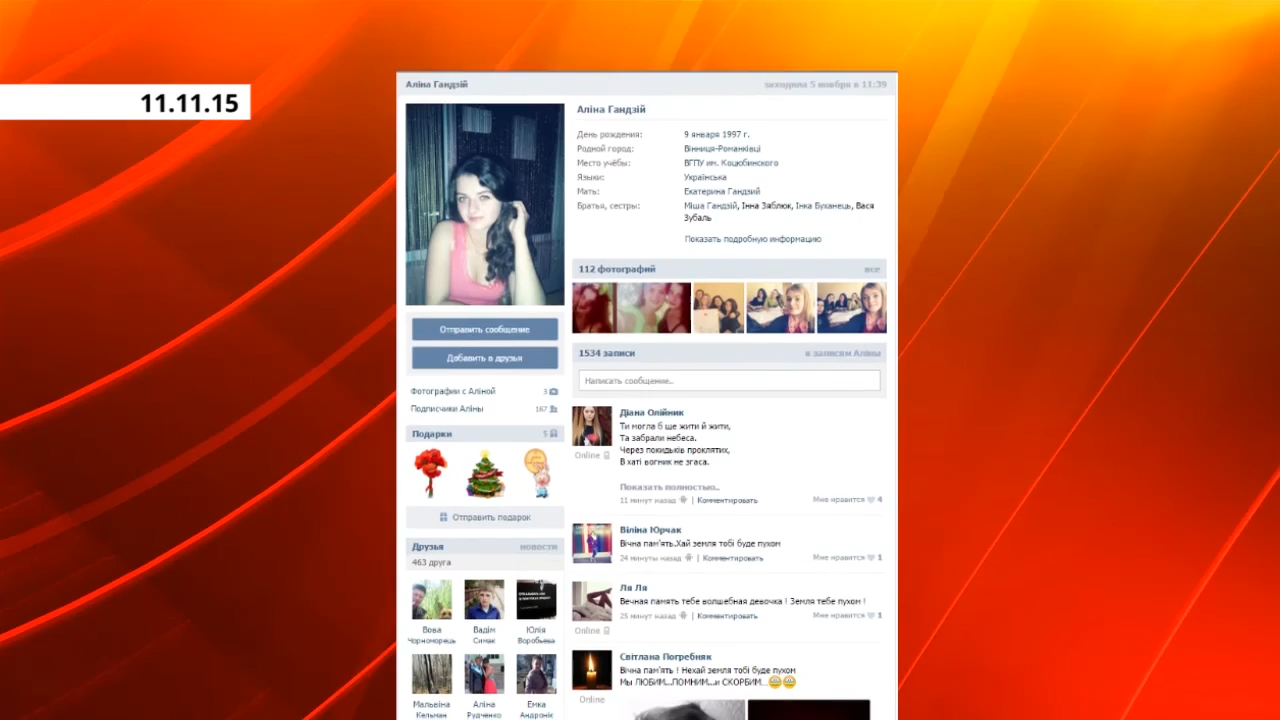 11.11.15
Аліна Гандзій
заходила 5 ноября в 11:39
Аліна Гандзій
День рождения: 9 января 1997 г.
Родной город: Вінниця-Романківці
Место учёбы: ВГПУ им. Коцюбинского
Языки: Українська
Мать: Екатерина Гандзий
Братья, сестры: Міша Гандзій, Інна Зяблюк, Інка Буханець, Вася
Зубаль
Показать подробную информацию
112 фотографий все
Отправить сообщение
Добавить в друзья
Фотографии с Аліной 3
Подписчики Аліны 167
Подарки 5
Отправить подарок
Друзья новости
463 друга
Вова
Чорноморець
Вадім
Симак
Юлія
Воробьева
Мальвіна
Кельман
Аліна
Рудченко
Емка
Андронік
1534 записи к записям Аліны
Написать сообщение..
Діана Олійник
Ти могла б ще жити й жити,
Та забрали небеса.
Через покидьків проклятих,
В хаті вогник не згаса.
Online
Показать полностью..
11 минут назад | Комментировать Мне нравится 4
Віліна Юрчак
Вічна пам'ять.Хай земля тобі буде пухом
24 минуты назад | Комментировать Мне нравится 1
Ля Ля
Вечная память тебе волшебная девочка ! Земля тебе пухом !
25 минут назад | Комментировать Мне нравится 1
Online
Світлана Погребняк
Вічна пам'ять ! Нехай земля тобі буде пухом
Мы ЛЮБИМ...ПОМНИМ...и СКОРБИМ...
Online